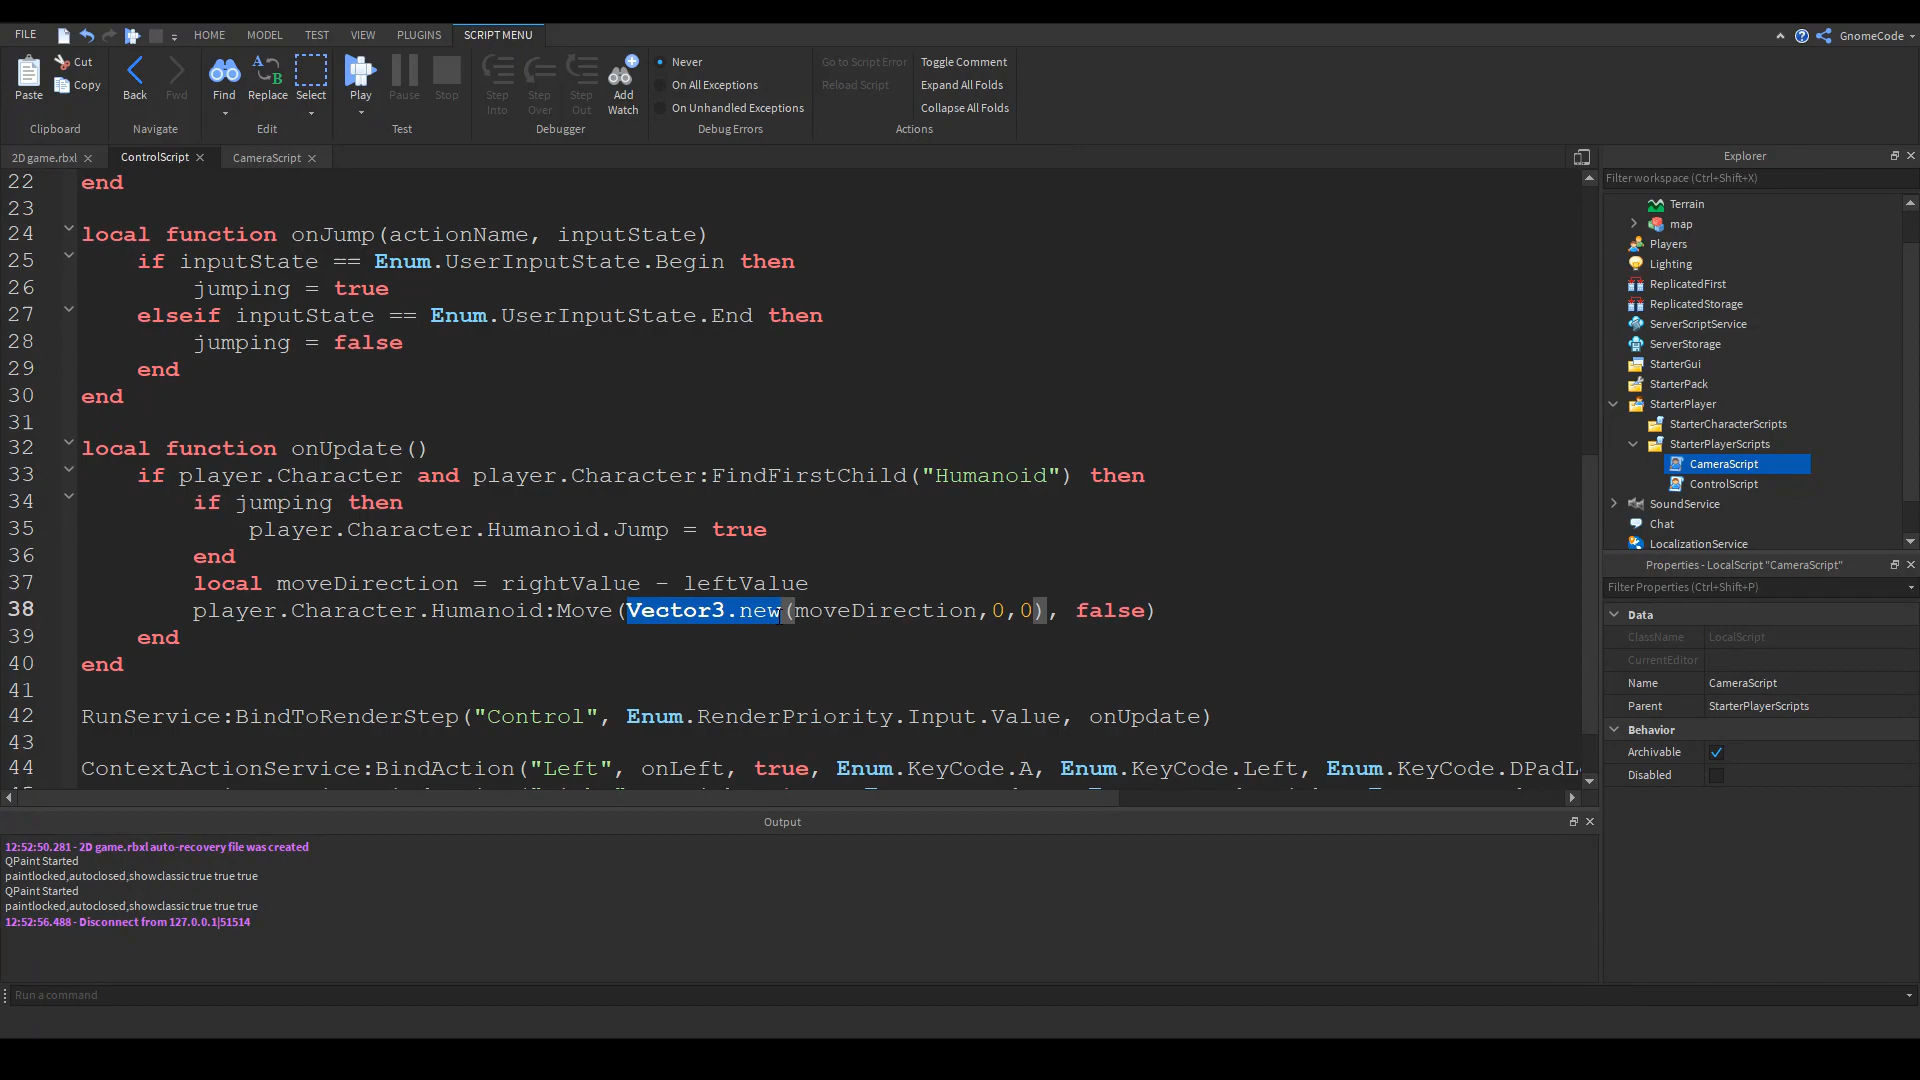 FILE HOME MODEL TEST VIEW PLUGINS SCRIPT MENU GnomeCode
Paste Cut Copy Back Fwd Find Replace Select Play Pause Stop Step Into Step Over Step Out Add Watch
Never
On All Exceptions
On Unhandled Exceptions
Go to Script Error
Reload Script
Toggle Comment
Expand All Folds
Collapse All Folds
Clipboard Navigate Edit Test Debugger Debug Errors Actions
2D game.rbxl ControlScript CameraScript
22 end
23
24 local function onJump(actionName, inputState)
25 if inputState == Enum.UserInputState.Begin then
26 jumping = true
27 elseif inputState == Enum.UserInputState.End then
28 jumping = false
29 end
30 end
31
32 local function onUpdate()
33 if player.Character and player.Character:FindFirstChild("Humanoid") then
34 if jumping then
35 player.Character.Humanoid.Jump = true
36 end
37 local moveDirection = rightValue - leftValue
38 player.Character.Humanoid:Move(Vector3.new(moveDirection,0,0), false)
39 end
40 end
41
42 RunService:BindToRenderStep("Control", Enum.RenderPriority.Input.Value, onUpdate)
43
44 ContextActionService:BindAction("Left", onLeft, true, Enum.KeyCode.A, Enum.KeyCode.Left, Enum.KeyCode.DPadL
Output
12:52:50.281 - 2D game.rbxl auto-recovery file was created
QPaint Started
paintlocked,autoclosed,showclassic true true true
QPaint Started
paintlocked,autoclosed,showclassic true true true
12:52:56.488 - Disconnect from 127.0.0.1|51514
Run a command
Explorer
Filter workspace (Ctrl+Shift+X)
Terrain
map
Players
Lighting
ReplicatedFirst
ReplicatedStorage
ServerScriptService
ServerStorage
StarterGui
StarterPack
StarterPlayer
StarterCharacterScripts
StarterPlayerScripts
CameraScript
ControlScript
SoundService
Chat
LocalizationService
Properties - LocalScript "CameraScript"
Filter Properties (Ctrl+Shift+P)
Data
ClassName LocalScript
CurrentEditor
Name CameraScript
Parent StarterPlayerScripts
Behavior
Archivable
Disabled